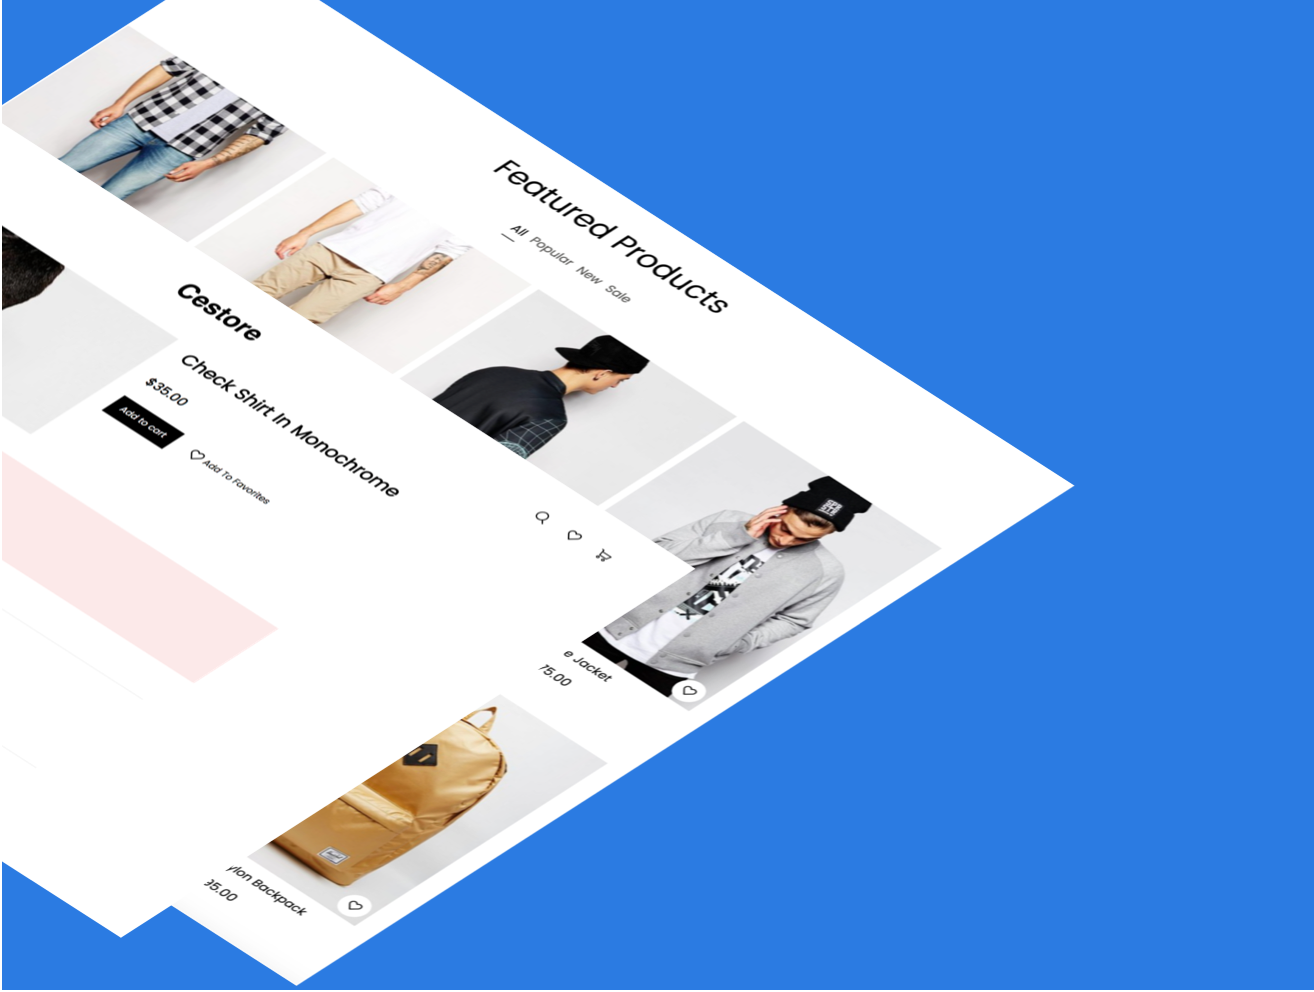 Featured Products
All Popular New Sale
Cestore
Check Shirt In Monochrome
$35.00
Add to cart
Add To Favorites
e Jacket
75.00
ylon Backpack
95.00